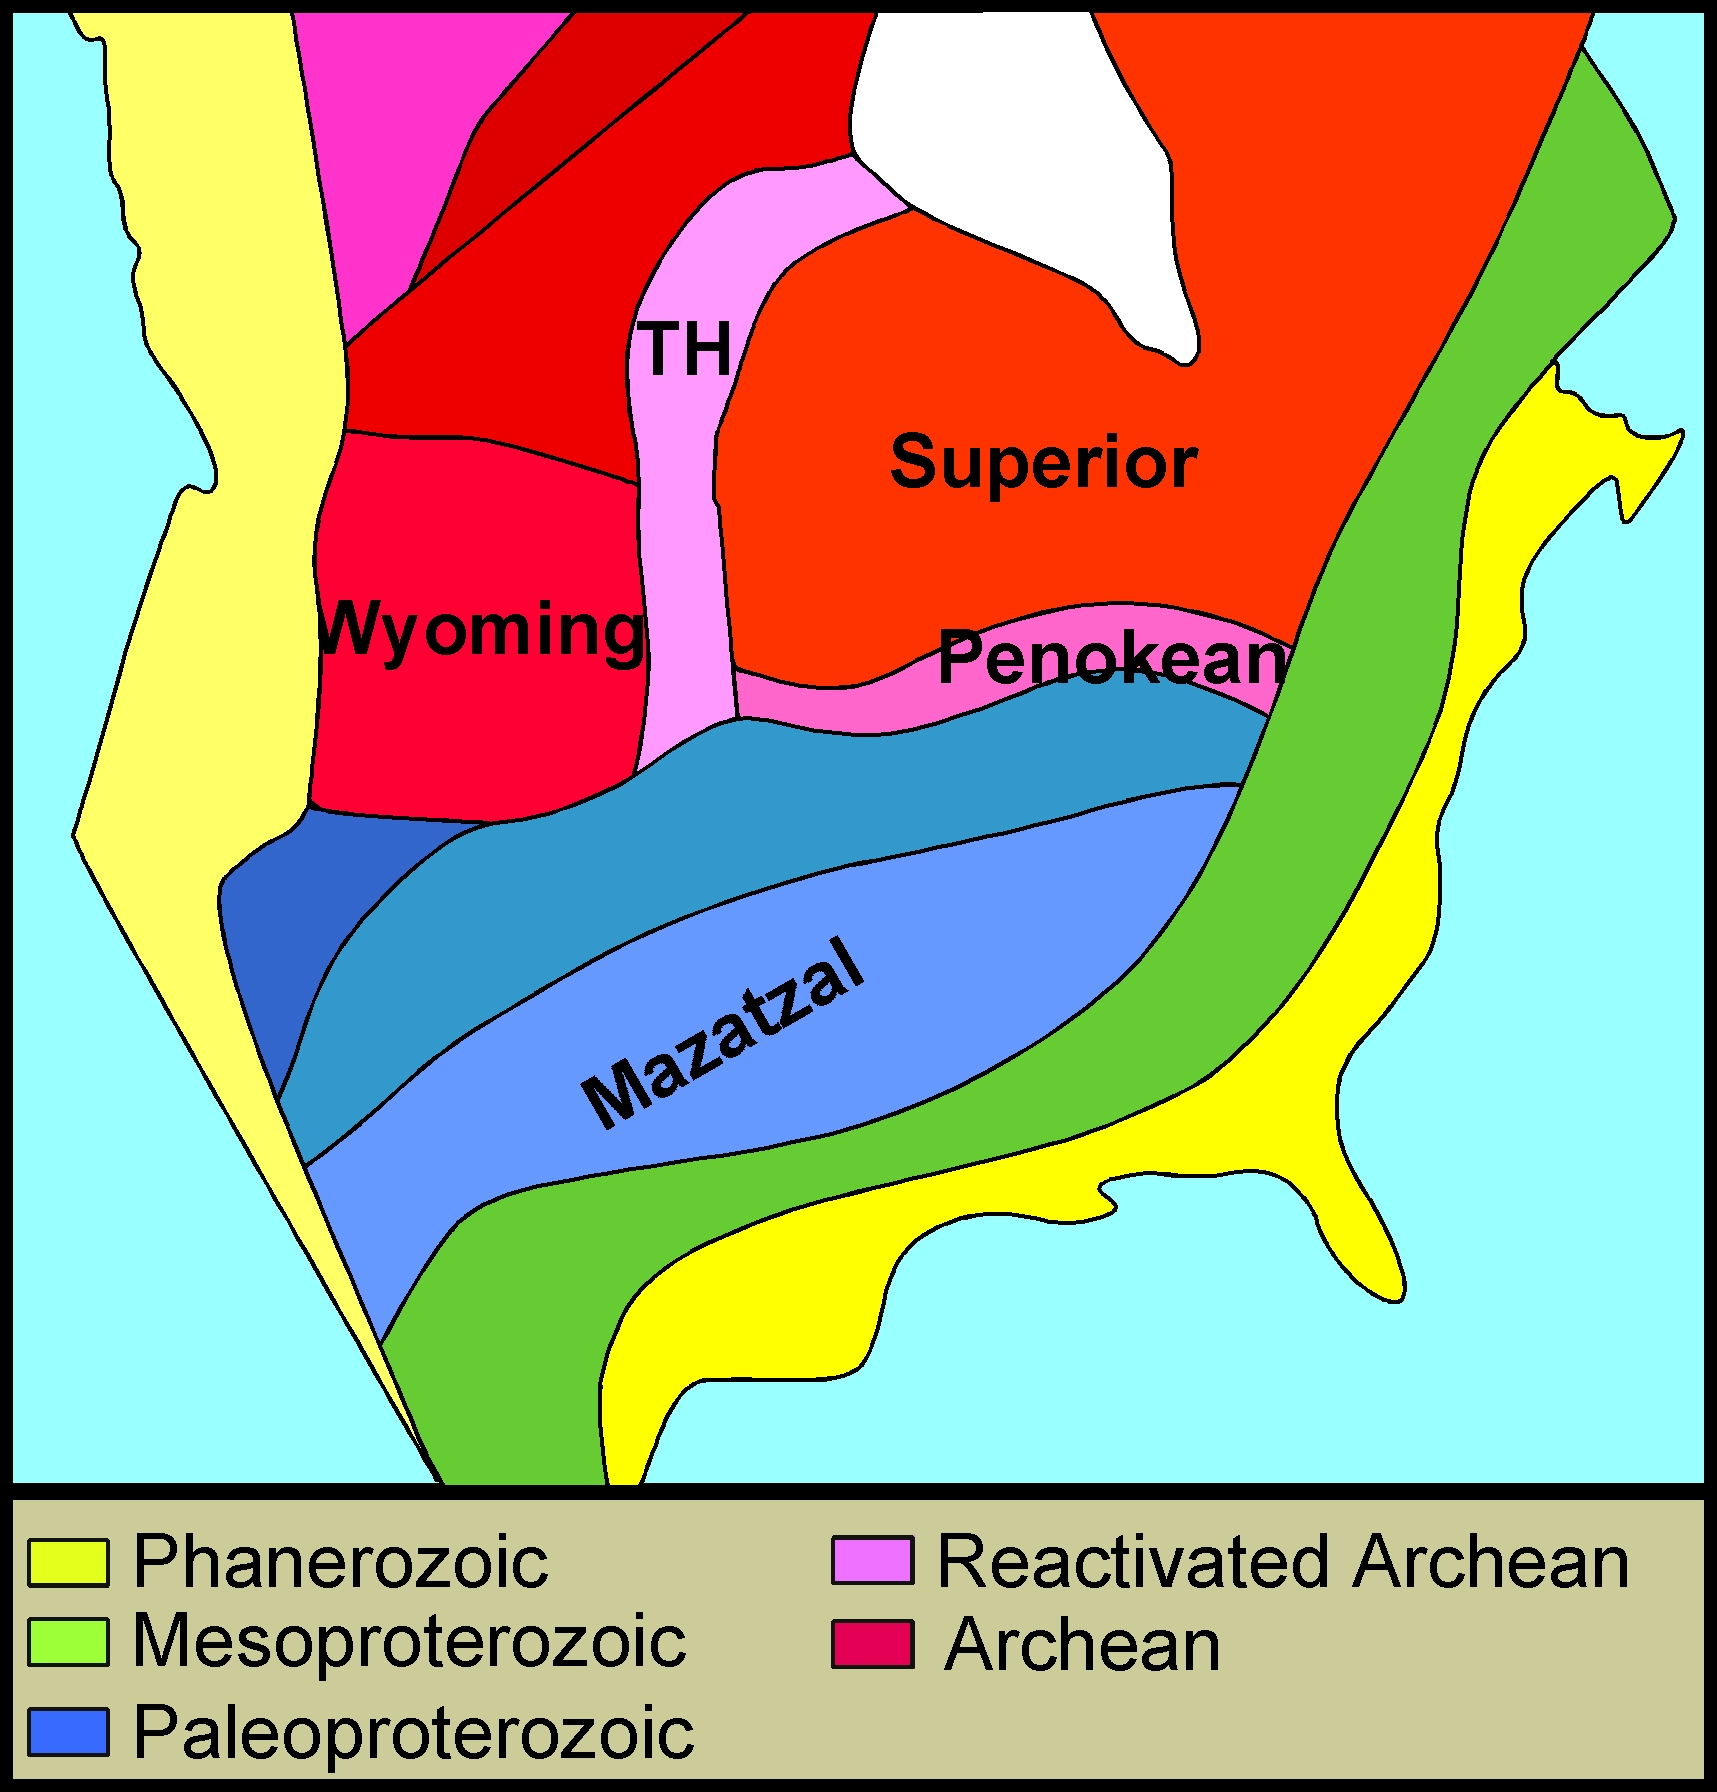 TH
Superior
Wyoming
Penokean
Mazatzal
Phanerozoic
Mesoproterozoic
Paleoproterozoic
Reactivated Archean
Archean